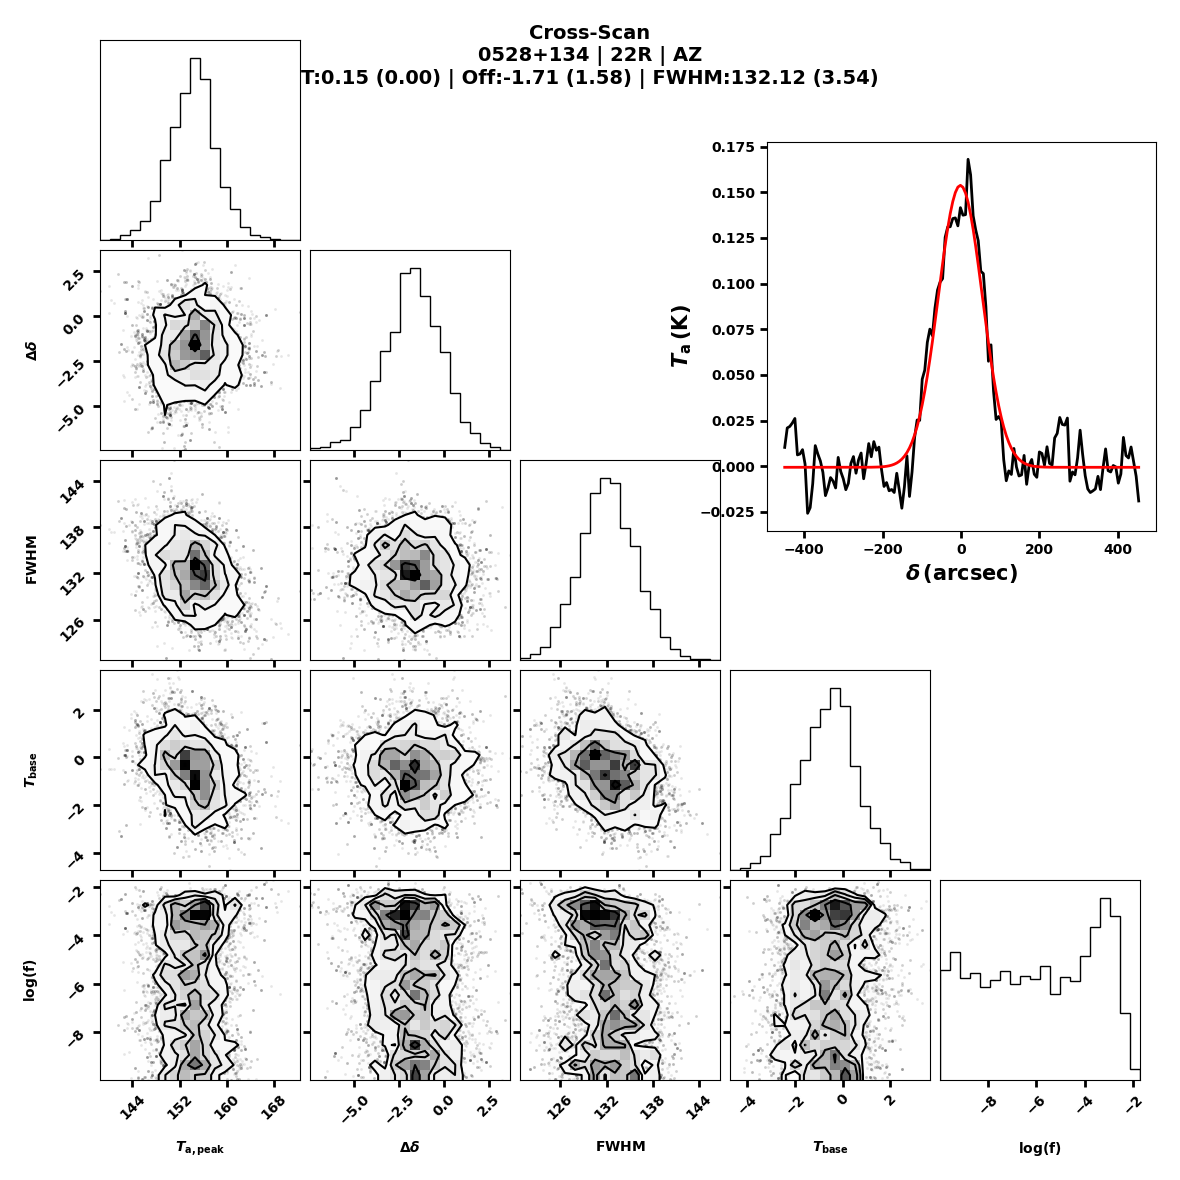 Cross-Scan
0528+134 | 22R | AZ
T:0.15 (0.00) | Off:-1.71 (1.58) | FWHM:132.12 (3.54)
0.175
0.150
0.125
0.100
0.075
0.050
0.025
0.000
−0.025
Ta (K)
−400 −200 0 200 400
δ (arcsec)
2.5
0.0
−2.5
−5.0
Δδ
144
138
132
126
FWHM
2
0
−2
−4
Tbase
−2
−4
−6
−8
log(f)
144 152 160 168 −5.0 −2.5 0.0 2.5 126 132 138 144 −4 −2 0 2 −8 −6 −4 −2
Ta,peak Δδ FWHM Tbase log(f)